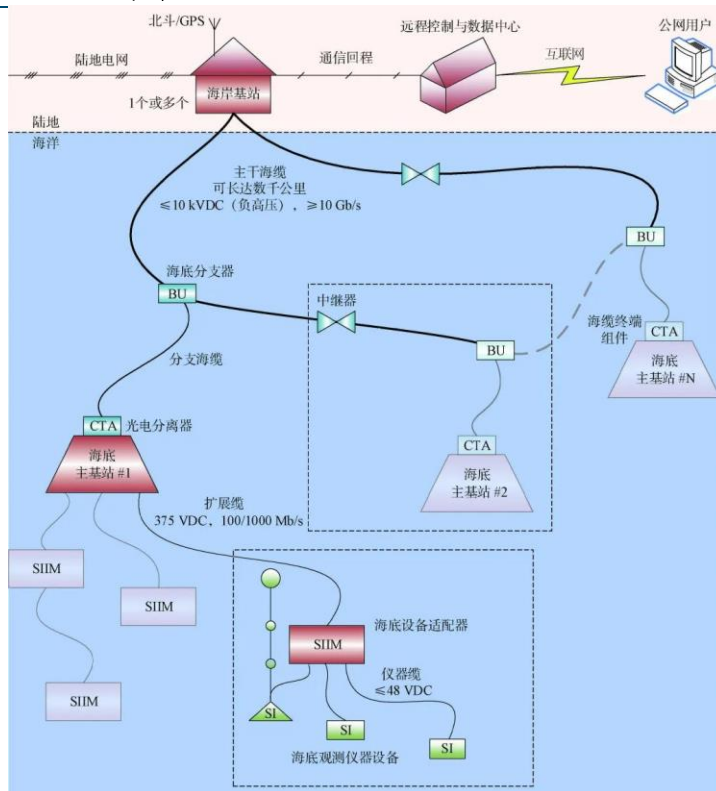 北斗/GPS
远程控制与数据中心
公网用户
陆地电网
通信回程
互联网
海岸基站
1个或多个
陆地
海洋
主干海缆
可长达数千公里
≤10 kVDC（负高压），≥10 Gb/s
BU
海底分支器
BU
中继器
BU
海缆终端
组件
CTA
海底
主基站 #N
分支海缆
CTA
光电分离器
海底
主基站 #1
CTA
海底
主基站 #2
扩展缆
375 VDC，100/1000 Mb/s
SIIM
SIIM
SIIM
SIIM
海底设备适配器
仪器缆
≤48 VDC
SI
SI
SI
海底观测仪器设备